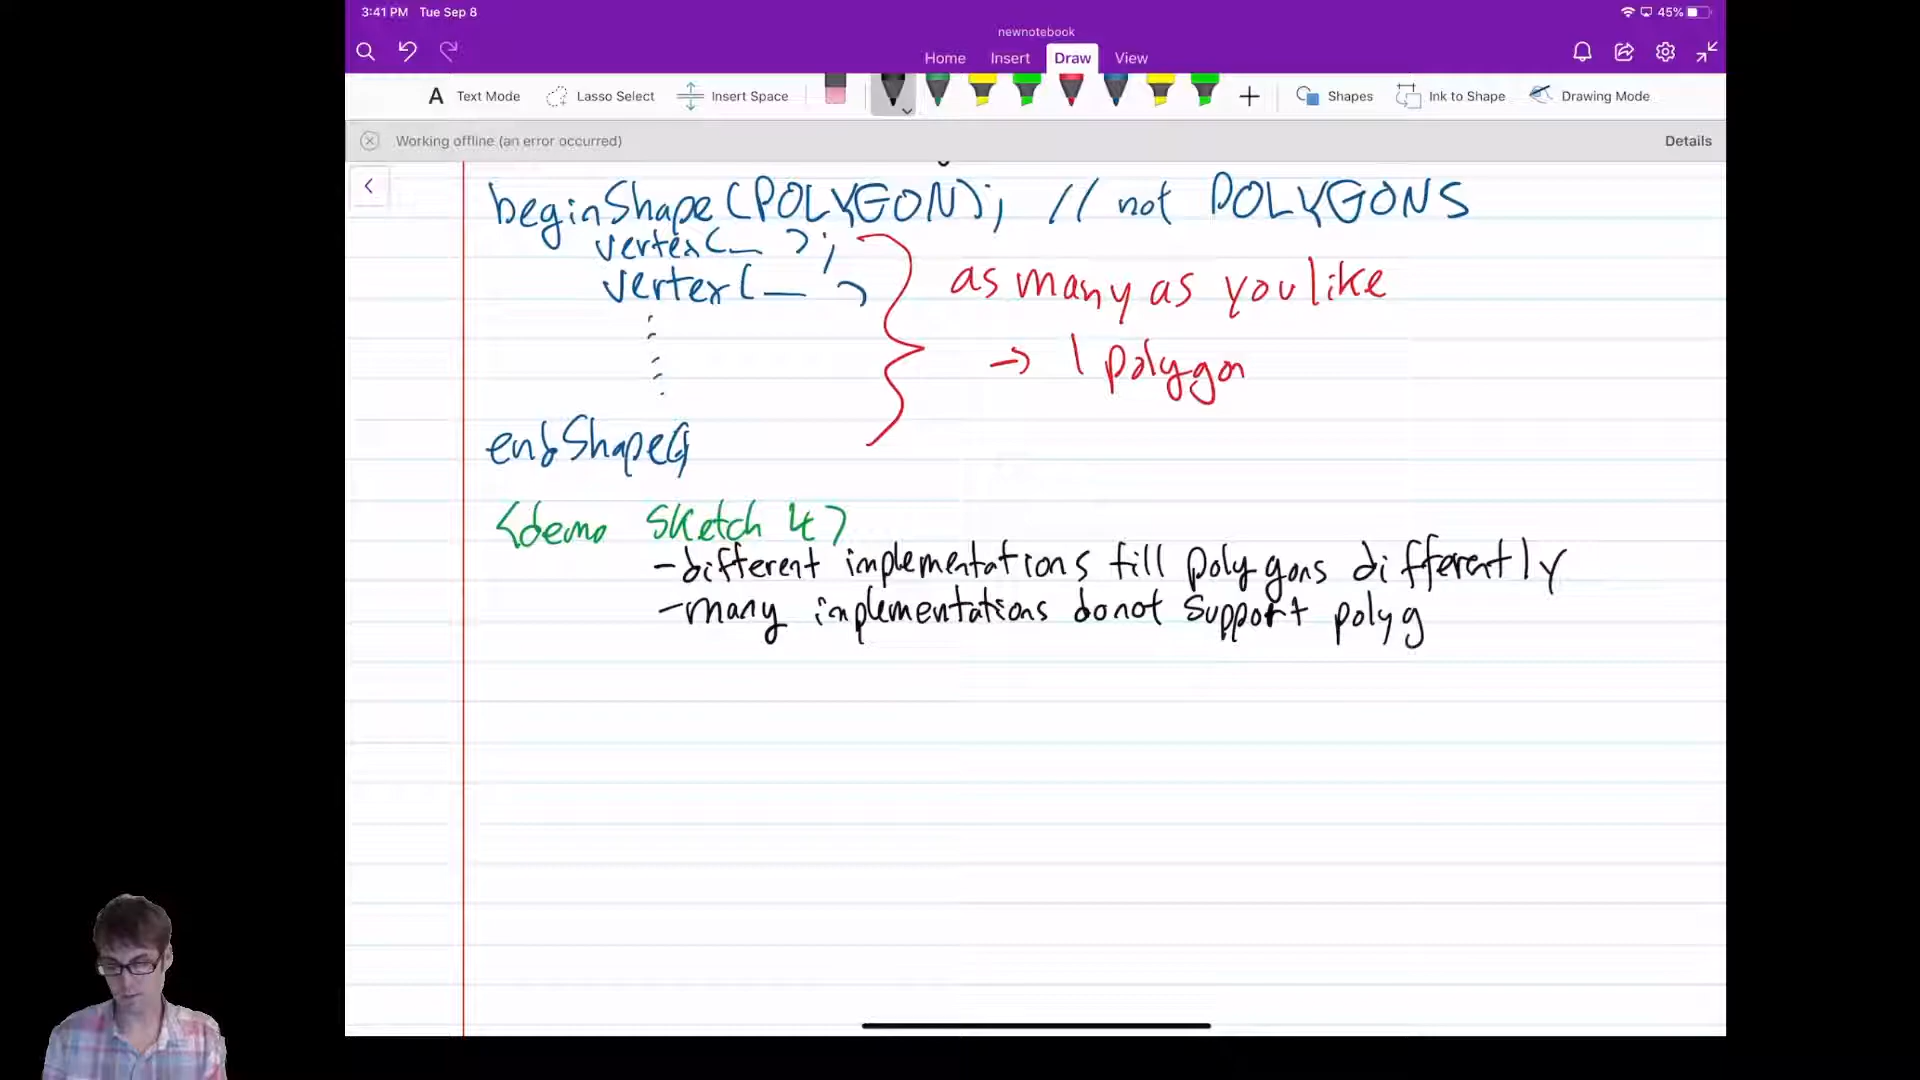 3:41 PM Tue Sep 8
45%
newnotebook
Home Insert Draw View
A Text Mode Lasso Select Insert Space Shapes Ink to Shape Drawing Mode
Working offline (an error occurred) Details
beginShape(POLYGON); // not POLYGONS
vertex(_ );
vertex(_ )
as many as you like
→ 1 polygon
endShape()
<demo sketch 4>
-different implementations fill polygons differently
-many implementations do not support polyg